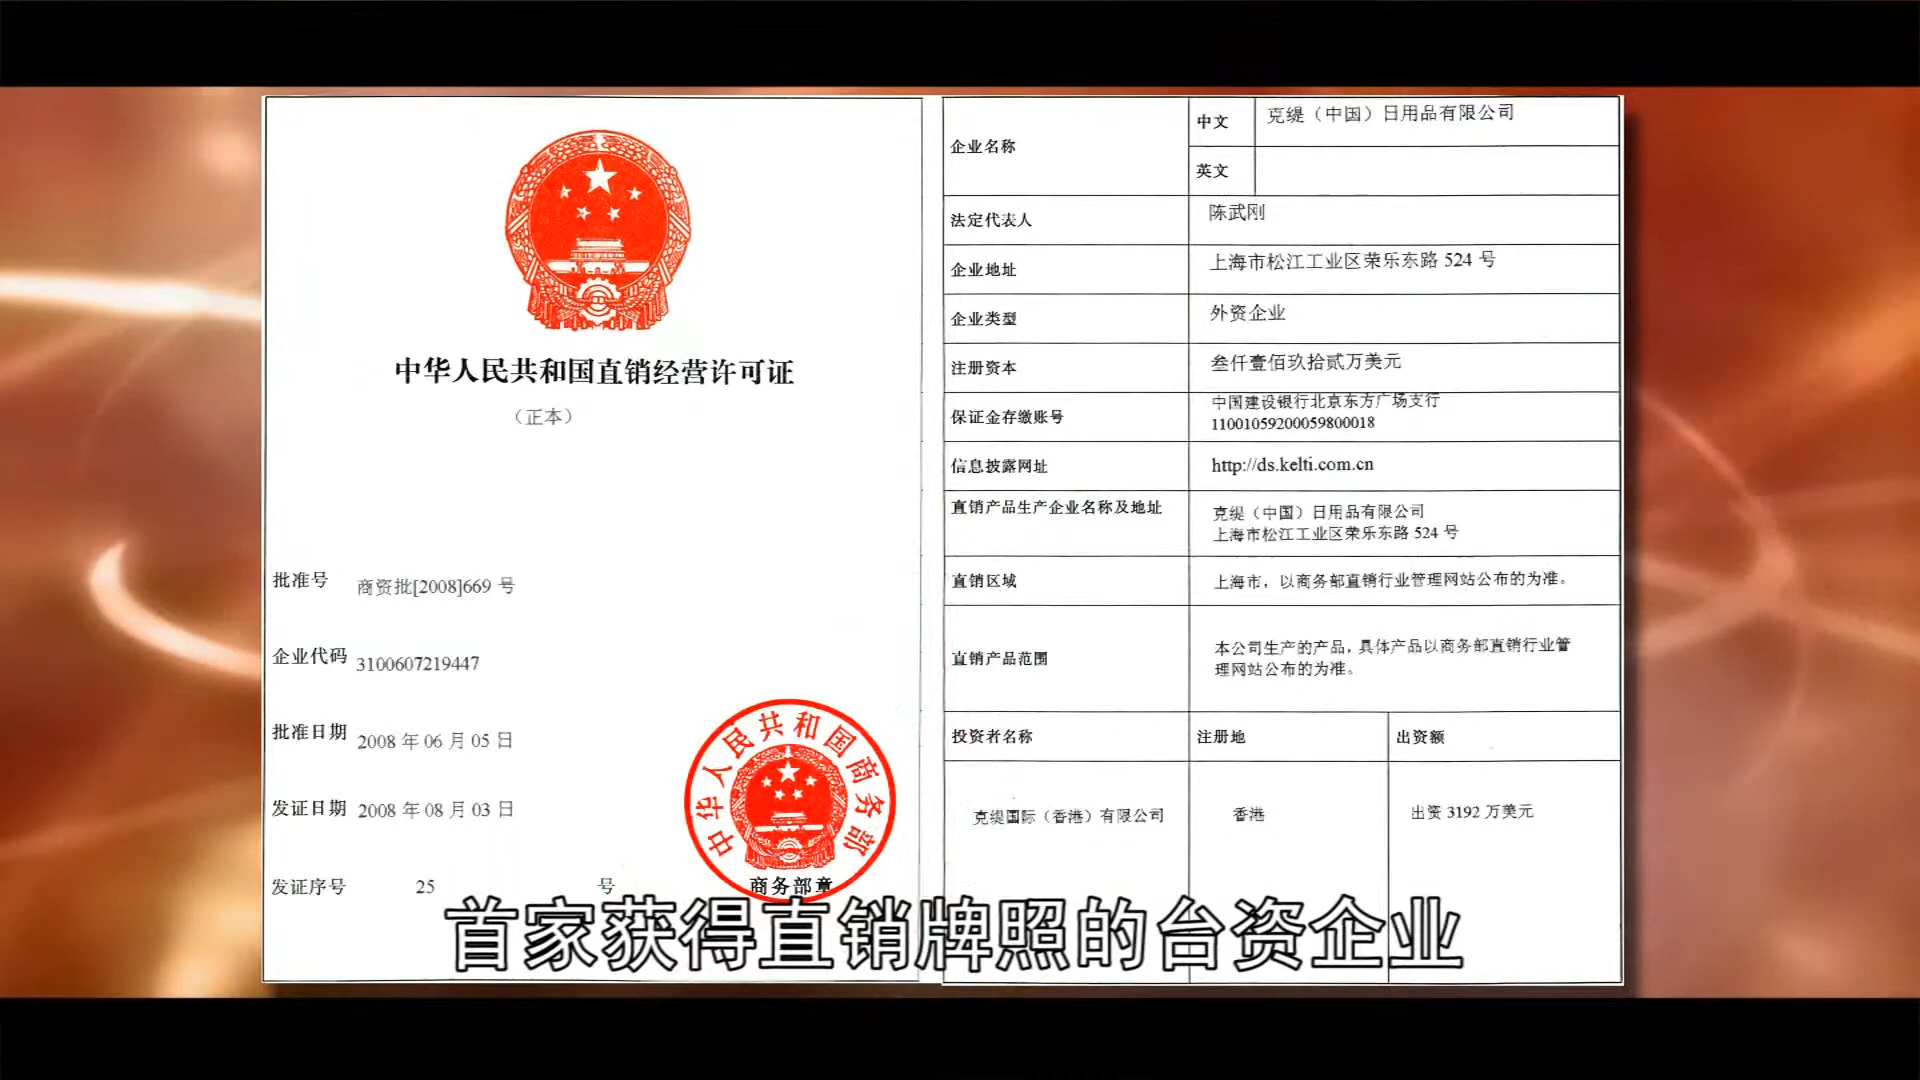 中华人民共和国直销经营许可证
（正本）
批准号 商资批[2008]669 号
企业代码 3100607219447
批准日期 2008 年 06 月 05 日
发证日期 2008 年 08 月 03 日
发证序号 25 号
中华人民共和国商务部
商务部章
企业名称 中文 克缇（中国）日用品有限公司
英文
法定代表人 陈武刚
企业地址 上海市松江工业区荣乐东路 524 号
企业类型 外资企业
注册资本 叁仟壹佰玖拾贰万美元
保证金存缴账号 中国建设银行北京东方广场支行
11001059200059800018
信息披露网址 http://ds.kelti.com.cn
直销产品生产企业名称及地址 克缇（中国）日用品有限公司
上海市松江工业区荣乐东路 524 号
直销区域 上海市，以商务部直销行业管理网站公布的为准。
直销产品范围 本公司生产的产品，具体产品以商务部直销行业管
理网站公布的为准。
投资者名称 注册地 出资额
克缇国际（香港）有限公司 香港 出资 3192 万美元
首家获得直销牌照的台资企业